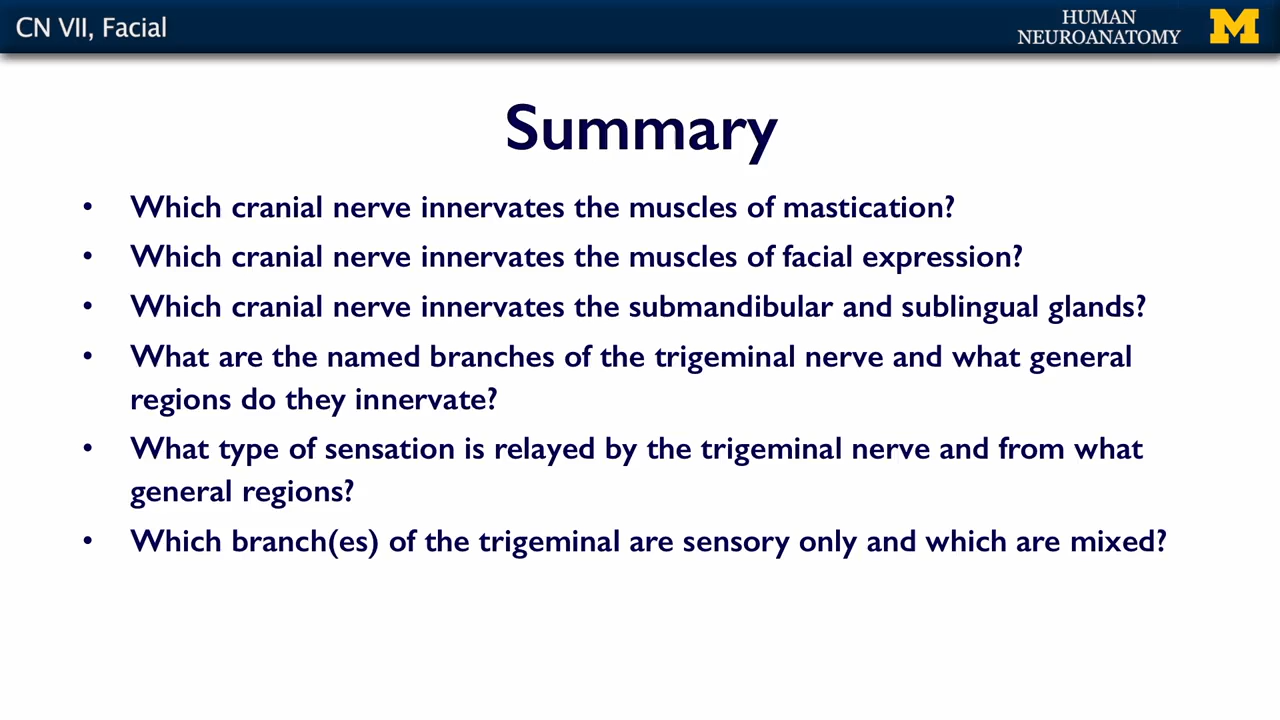 CN VII, Facial
HUMAN
NEUROANATOMY
M
Summary
• Which cranial nerve innervates the muscles of mastication?
• Which cranial nerve innervates the muscles of facial expression?
• Which cranial nerve innervates the submandibular and sublingual glands?
• What are the named branches of the trigeminal nerve and what general
regions do they innervate?
• What type of sensation is relayed by the trigeminal nerve and from what
general regions?
• Which branch(es) of the trigeminal are sensory only and which are mixed?